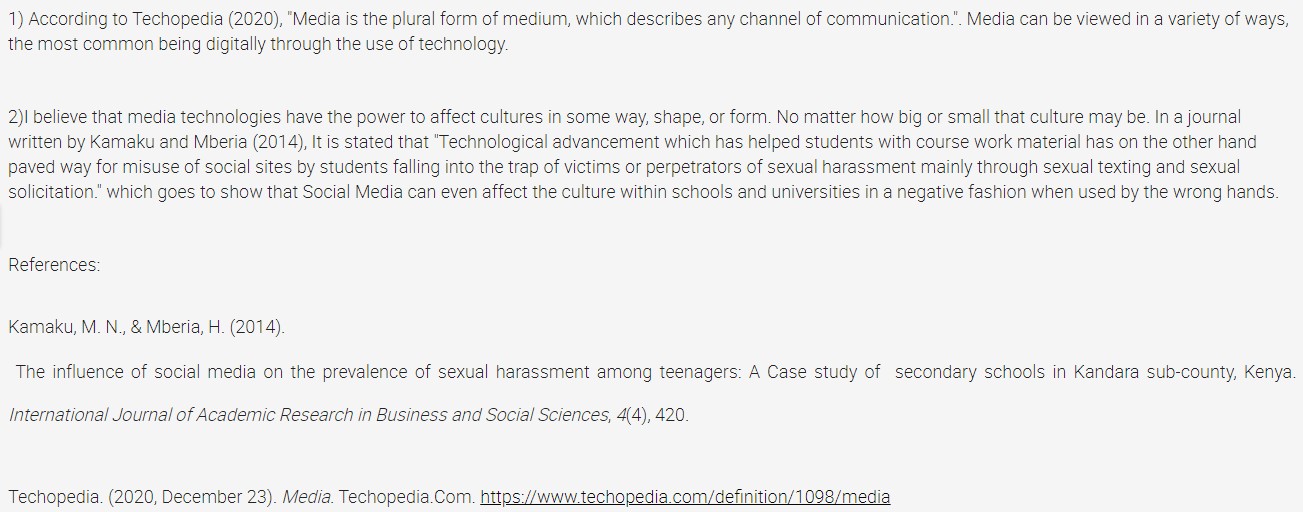 1) According to Techopedia (2020), "Media is the plural form of medium, which describes any channel of communication.". Media can be viewed in a variety of ways,
the most common being digitally through the use of technology.
2)I believe that media technologies have the power to affect cultures in some way, shape, or form. No matter how big or small that culture may be. In a journal
written by Kamaku and Mberia (2014), It is stated that "Technological advancement which has helped students with course work material has on the other hand
paved way for misuse of social sites by students falling into the trap of victims or perpetrators of sexual harassment mainly through sexual texting and sexual
solicitation." which goes to show that Social Media can even affect the culture within schools and universities in a negative fashion when used by the wrong hands.
References:
Kamaku, M. N., & Mberia, H. (2014).
The influence of social media on the prevalence of sexual harassment among teenagers: A Case study of secondary schools in Kandara sub-county, Kenya.
International Journal of Academic Research in Business and Social Sciences, 4(4), 420.
Techopedia. (2020, December 23). Media. Techopedia.Com. https://www.techopedia.com/definition/1098/media